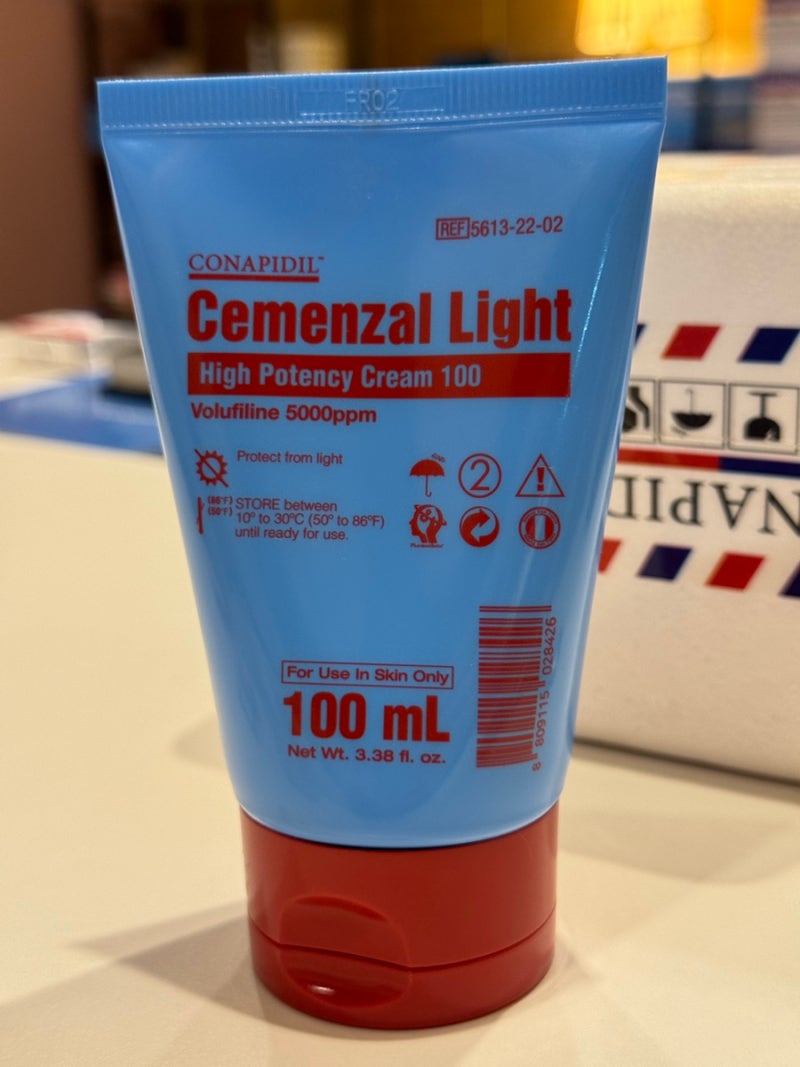 FR02
REF 5613-22-02
CONAPIDIL™
Cemenzal Light
High Potency Cream 100
Volufiline 5000ppm
Protect from light
(86°F)
(50°F)
STORE between
10° to 30°C (50° to 86°F)
until ready for use.
2
For Use In Skin Only
100 mL
Net Wt. 3.38 fl. oz.
8 809115 028426
NAPID